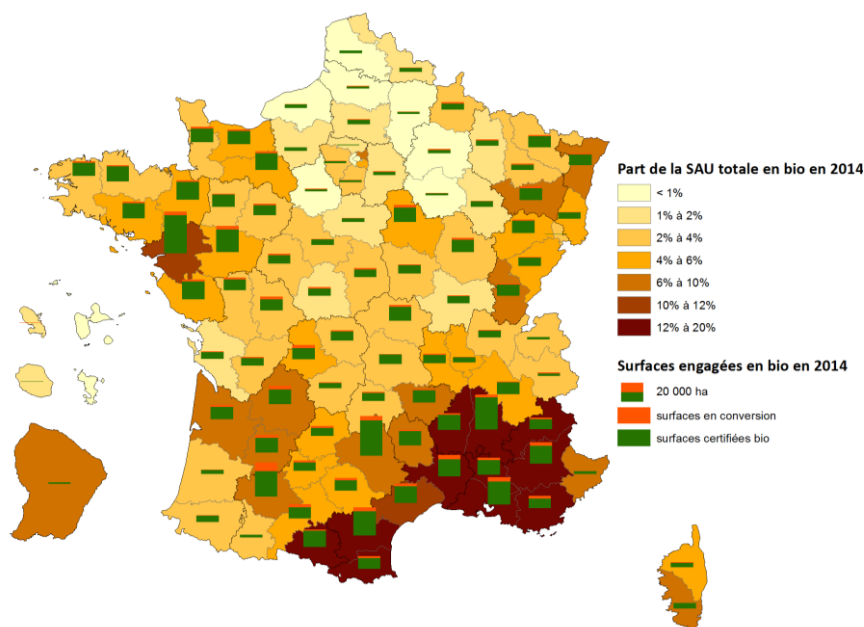 Part de la SAU totale en bio en 2014
< 1%
1% à 2%
2% à 4%
4% à 6%
6% à 10%
10% à 12%
12% à 20%
Surfaces engagées en bio en 2014
20 000 ha
surfaces en conversion
surfaces certifiées bio